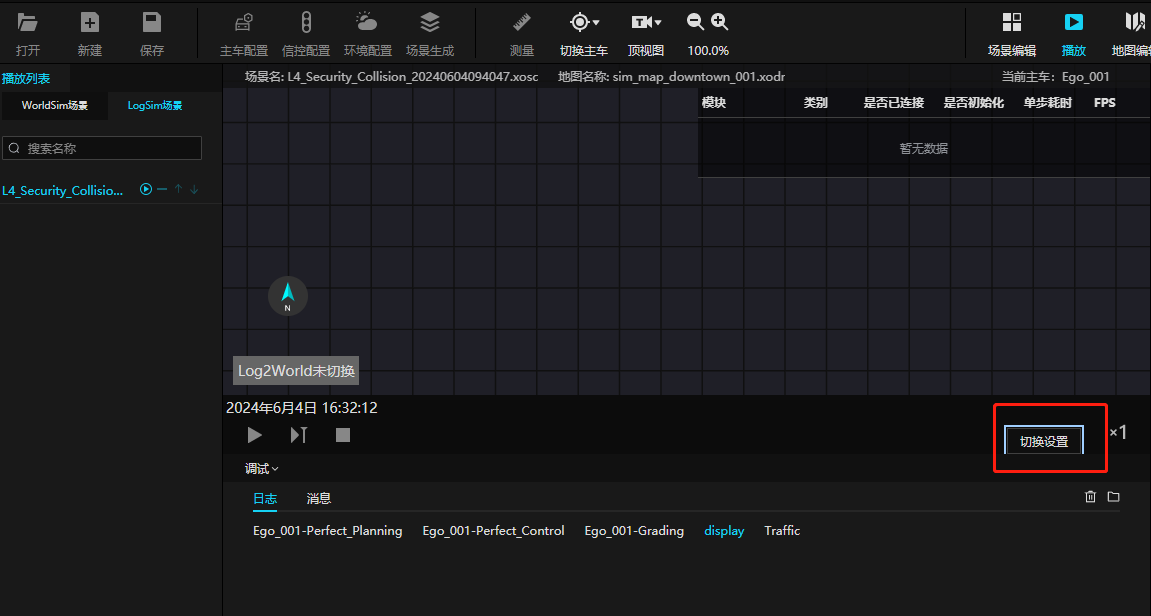 打开 新建 保存 主车配置 信控配置 环境配置 场景生成 测量 切换主车 顶视图 100.0% 场景编辑 播放 地图编辑
播放列表 场景名: L4_Security_Collision_20240604094047.xosc 地图名称: sim_map_downtown_001.xodr 当前主车: Ego_001
WorldSim场景 LogSim场景 模块 类别 是否已连接 是否初始化 单步耗时 FPS
搜索名称 暂无数据
L4_Security_Collisio...
N
Log2World未切换
2024年6月4日 16:32:12
切换设置 ×1
调试
日志 消息
Ego_001-Perfect_Planning Ego_001-Perfect_Control Ego_001-Grading display Traffic